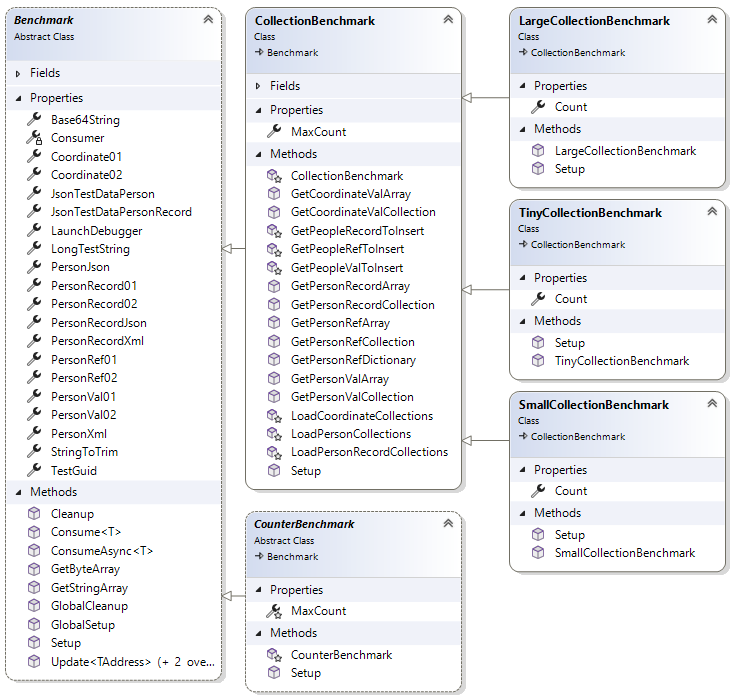 Benchmark
Abstract Class
Fields
Properties
Base64String
Consumer
Coordinate01
Coordinate02
JsonTestDataPerson
JsonTestDataPersonRecord
LaunchDebugger
LongTestString
PersonJson
PersonRecord01
PersonRecord02
PersonRecordJson
PersonRecordXml
PersonRef01
PersonRef02
PersonVal01
PersonVal02
PersonXml
StringToTrim
TestGuid
Methods
Cleanup
Consume<T>
ConsumeAsync<T>
GetByteArray
GetStringArray
GlobalCleanup
GlobalSetup
Setup
Update<TAddress> (+ 2 ove...
CollectionBenchmark
Class
Benchmark
Fields
Properties
MaxCount
Methods
CollectionBenchmark
GetCoordinateValArray
GetCoordinateValCollection
GetPeopleRecordToInsert
GetPeopleRefToInsert
GetPeopleValToInsert
GetPersonRecordArray
GetPersonRecordCollection
GetPersonRefArray
GetPersonRefCollection
GetPersonRefDictionary
GetPersonValArray
GetPersonValCollection
LoadCoordinateCollections
LoadPersonCollections
LoadPersonRecordCollections
Setup
CounterBenchmark
Abstract Class
Benchmark
Properties
MaxCount
Methods
CounterBenchmark
Setup
LargeCollectionBenchmark
Class
CollectionBenchmark
Properties
Count
Methods
LargeCollectionBenchmark
Setup
TinyCollectionBenchmark
Class
CollectionBenchmark
Properties
Count
Methods
Setup
TinyCollectionBenchmark
SmallCollectionBenchmark
Class
CollectionBenchmark
Properties
Count
Methods
Setup
SmallCollectionBenchmark